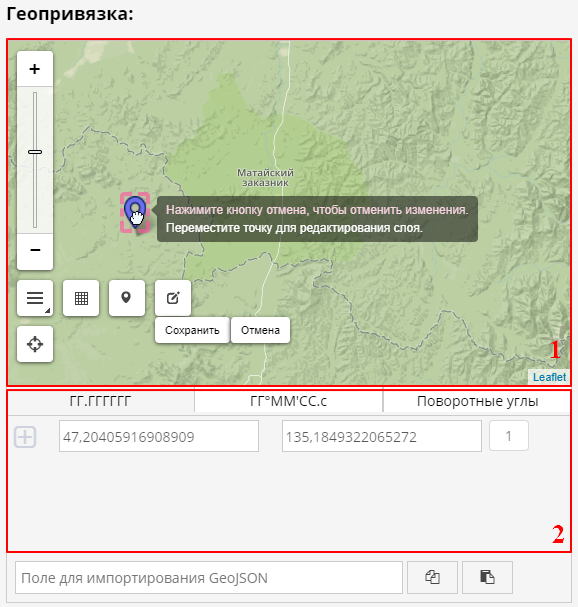 Геопривязка:
+
Матайский
заказник
Нажимите кнопку отмена, чтобы отменить изменения.
Переместите точку для редактирования слоя.
−
Сохранить
Отмена
1
Leaflet
ГГ.ГГГГГГ
ГГ°ММ'СС.с
Поворотные углы
47,20405916908909
135,1849322065272
1
2
Поле для импортирования GeoJSON